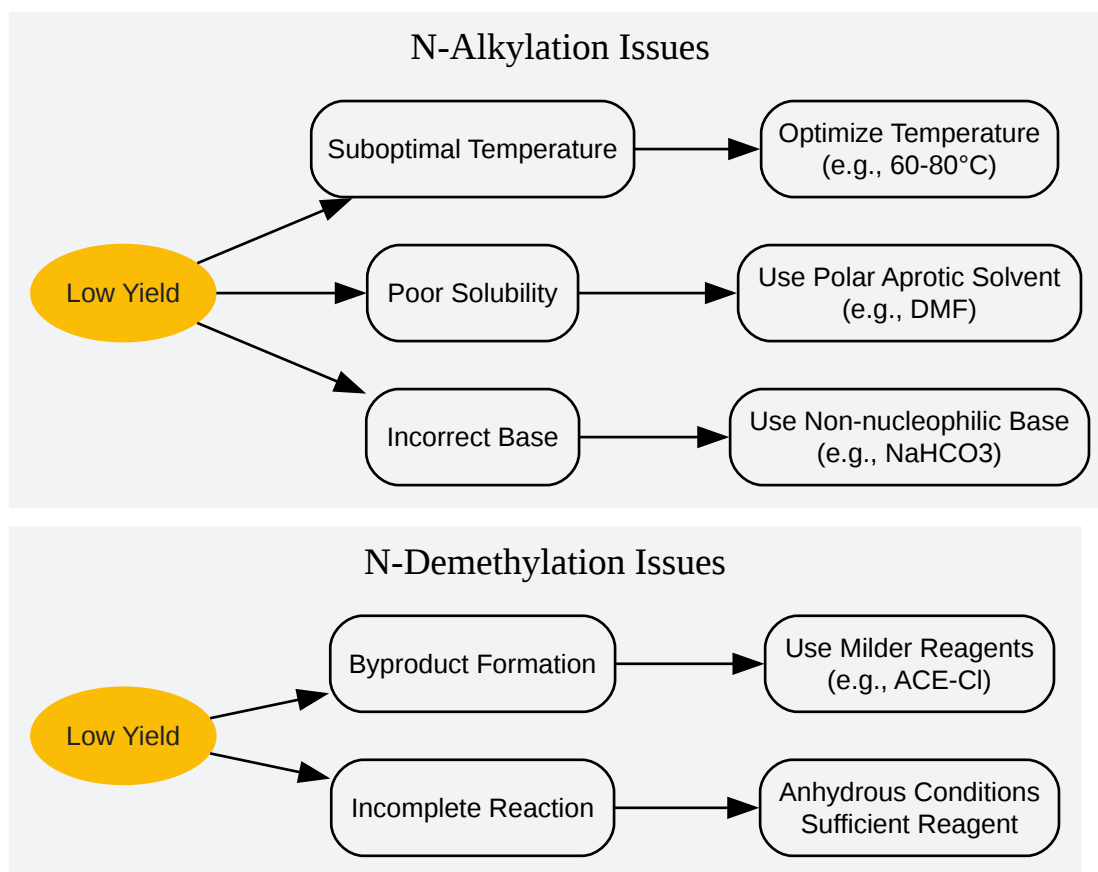 N-Alkylation Issues
Suboptimal Temperature
Optimize Temperature
(e.g., 60-80°C)
Low Yield
Poor Solubility
Use Polar Aprotic Solvent
(e.g., DMF)
Incorrect Base
Use Non-nucleophilic Base
(e.g., NaHCO3)
N-Demethylation Issues
Byproduct Formation
Use Milder Reagents
(e.g., ACE-Cl)
Low Yield
Incomplete Reaction
Anhydrous Conditions
Sufficient Reagent